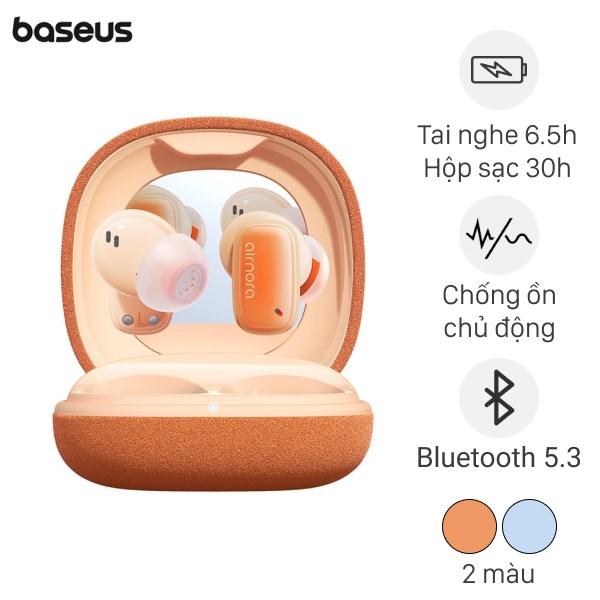 baseus
airnora
Tai nghe 6.5h
Hộp sạc 30h
Chống ồn
chủ động
Bluetooth 5.3
2 màu